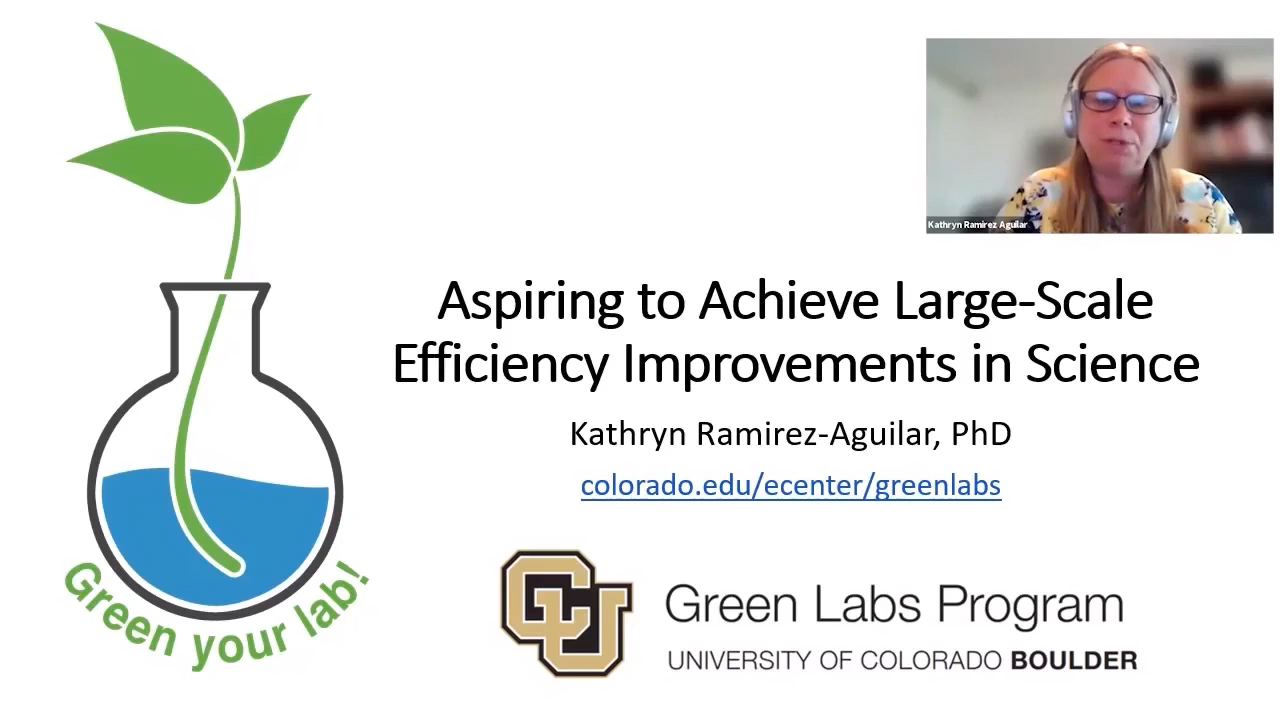 Kathryn Ramirez Aguilar
Aspiring to Achieve Large-Scale
Efficiency Improvements in Science
Kathryn Ramirez-Aguilar, PhD
colorado.edu/ecenter/greenlabs
Green your lab!
CU
Green Labs Program
UNIVERSITY OF COLORADO BOULDER